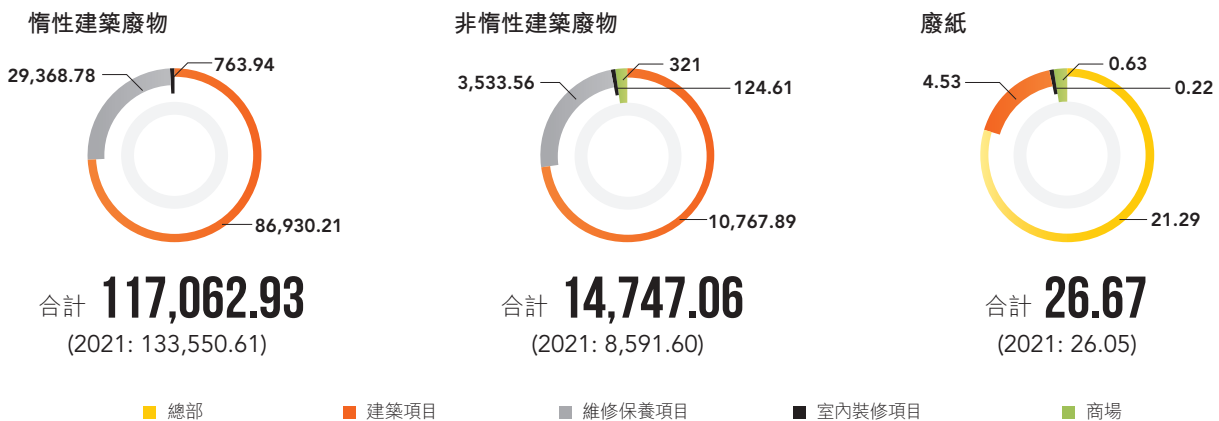 惰性建築廢物
29,368.78
763.94
86,930.21
合計 117,062.93
(2021: 133,550.61)
非惰性建築廢物
3,533.56
321
124.61
10,767.89
合計 14,747.06
(2021: 8,591.60)
廢紙
4.53
0.63
0.22
21.29
合計 26.67
(2021: 26.05)
總部
建築項目
維修保養項目
室內裝修項目
商場